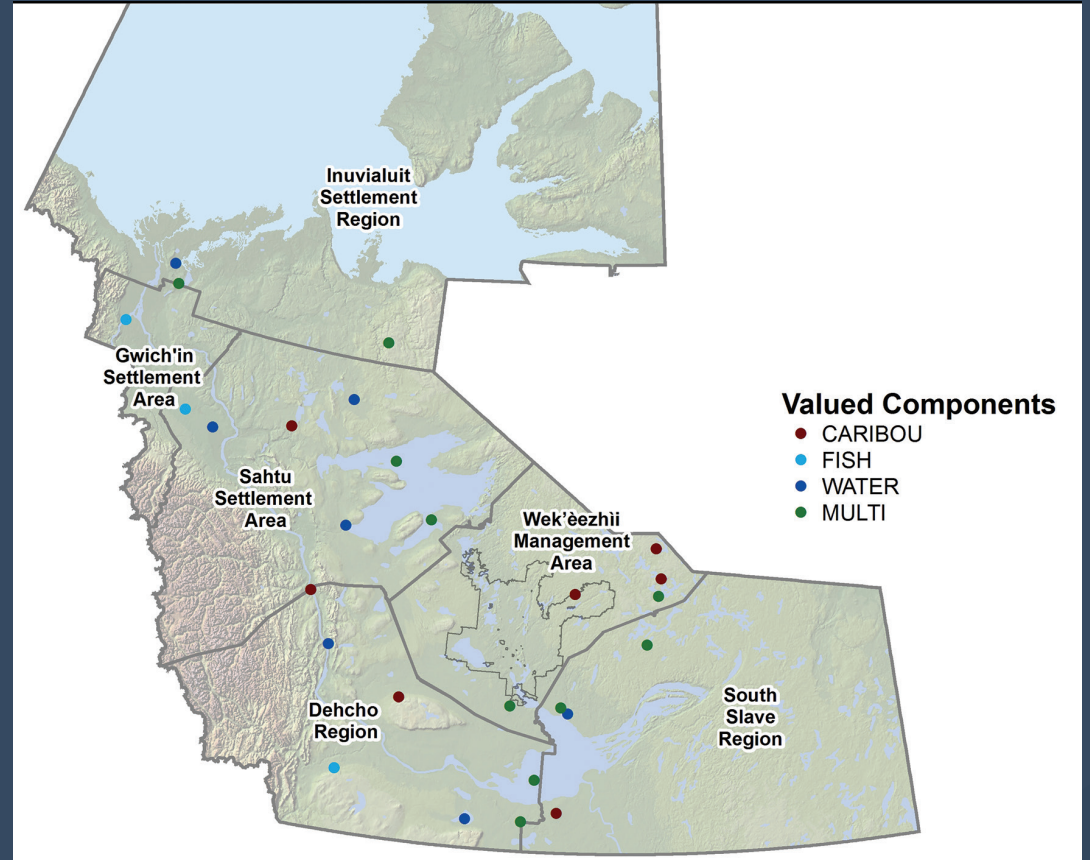 Inuvialuit
Settlement
Region
Gwich'in
Settlement
Area
Sahtu
Settlement
Area
Wek’èezhìi
Management
Area
Dehcho
Region
South
Slave
Region
Valued Components
CARIBOU
FISH
WATER
MULTI